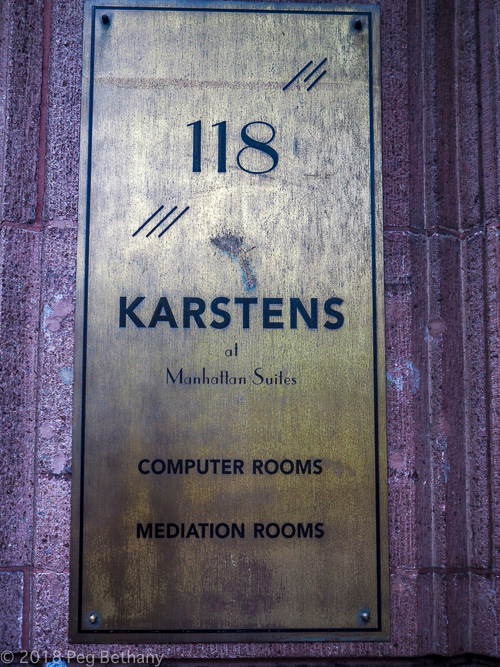 118
KARSTENS
at
Manhattan Suites
COMPUTER ROOMS
MEDIATION ROOMS
© 2018 Peg Bethany